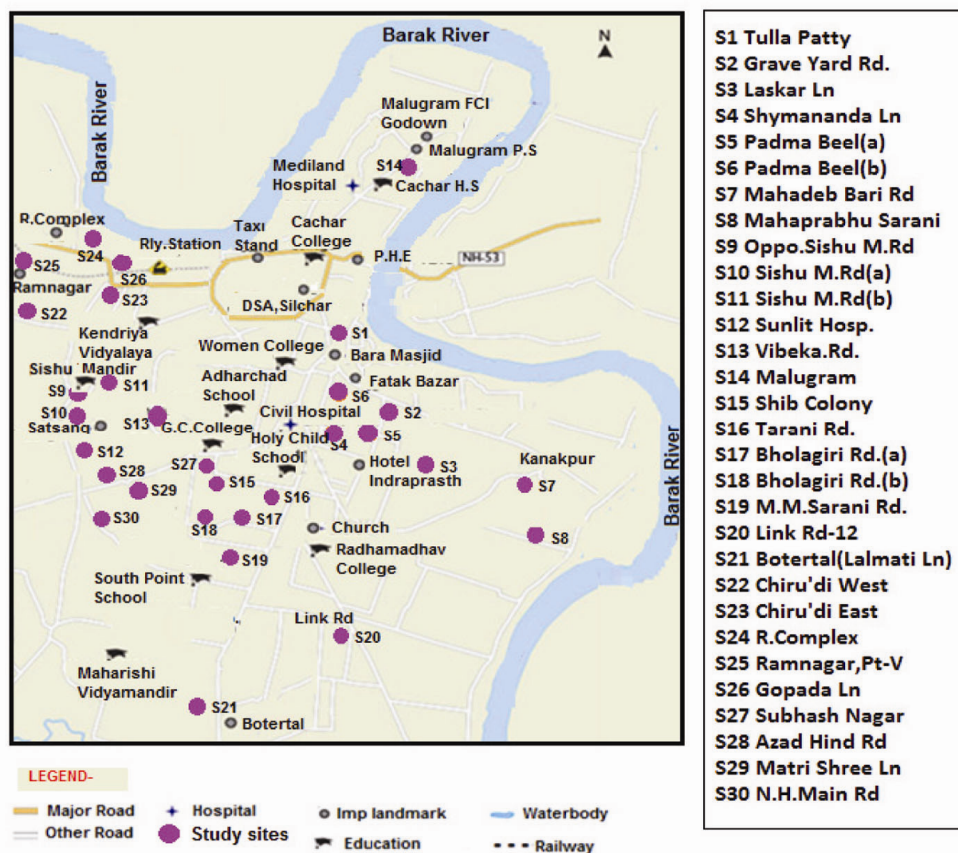 Barak River
N
Barak River
Malugram FCI
Godown
Malugram P.S
S14
Mediland
Hospital
Cachar H.S
R.Complex
Rly.Station
Taxi
Stand
Cachar
College
P.H.E
NH-53
S24
S25
S26
Ramnagar
S23
S22
DSA,Silchar
Kendriya
Vidyalaya
S1
Women College
Bara Masjid
Sishu Mandir
S11
S9
Adharchad
School
Fatak Bazar
S6
S10
Satsang
S13
G.C.College
Civil Hospital
S2
S4
S5
Holy Child
School
S12
S27
S28
S15
Hotel
Indraprasth
S3
Kanakpur
S29
S16
S7
S30
S18
S17
Church
S8
Barak River
S19
Radhamadhav
College
South Point
School
Link Rd
S20
Maharishi
Vidyamandir
S21
Botertal
S1 Tulla Patty
S2 Grave Yard Rd.
S3 Laskar Ln
S4 Shymananda Ln
S5 Padma Beel(a)
S6 Padma Beel(b)
S7 Mahadeb Bari Rd
S8 Mahaprabhu Sarani
S9 Oppo.Sishu M.Rd
S10 Sishu M.Rd(a)
S11 Sishu M.Rd(b)
S12 Sunlit Hosp.
S13 Vibeka.Rd.
S14 Malugram
S15 Shib Colony
S16 Tarani Rd.
S17 Bholagiri Rd.(a)
S18 Bholagiri Rd.(b)
S19 M.M.Sarani Rd.
S20 Link Rd-12
S21 Botertal(Lalmati Ln)
S22 Chiru'di West
S23 Chiru'di East
S24 R.Complex
S25 Ramnagar,Pt-V
S26 Gopada Ln
S27 Subhash Nagar
S28 Azad Hind Rd
S29 Matri Shree Ln
S30 N.H.Main Rd
LEGEND-
Major Road
Hospital
Imp landmark
Waterbody
Other Road
Study sites
Education
Railway